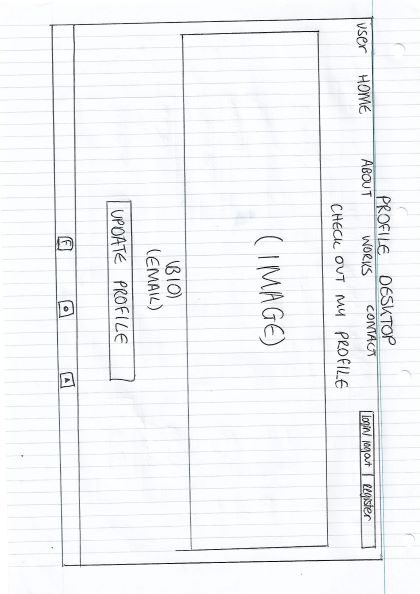 PROFILE DESKTOP
USER HOME ABOUT WORKS CONTACT login/logout Register
CHECK OUT MY PROFILE
(IMAGE)
(BIO)
(EMAIL)
UPDATE PROFILE
F